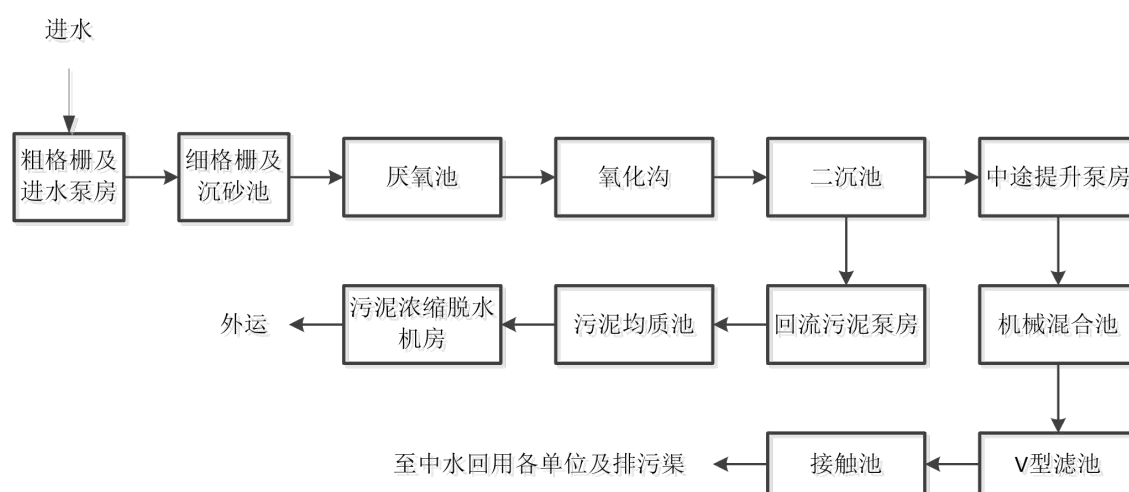 进水
粗格栅及
进水泵房
细格栅及
沉砂池
厌氧池
氧化沟
二沉池
中途提升泵房
外运
污泥浓缩脱水
机房
污泥均质池
回流污泥泵房
机械混合池
至中水回用各单位及排污渠
接触池
V型滤池